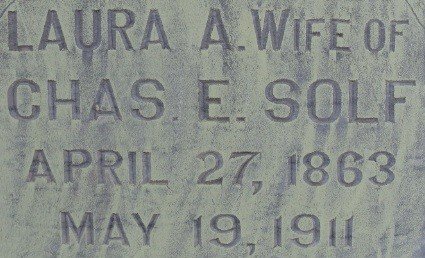 LAURA A. WIFE OF
CHAS. E. SOLF
APRIL 27, 1863
MAY 19, 1911